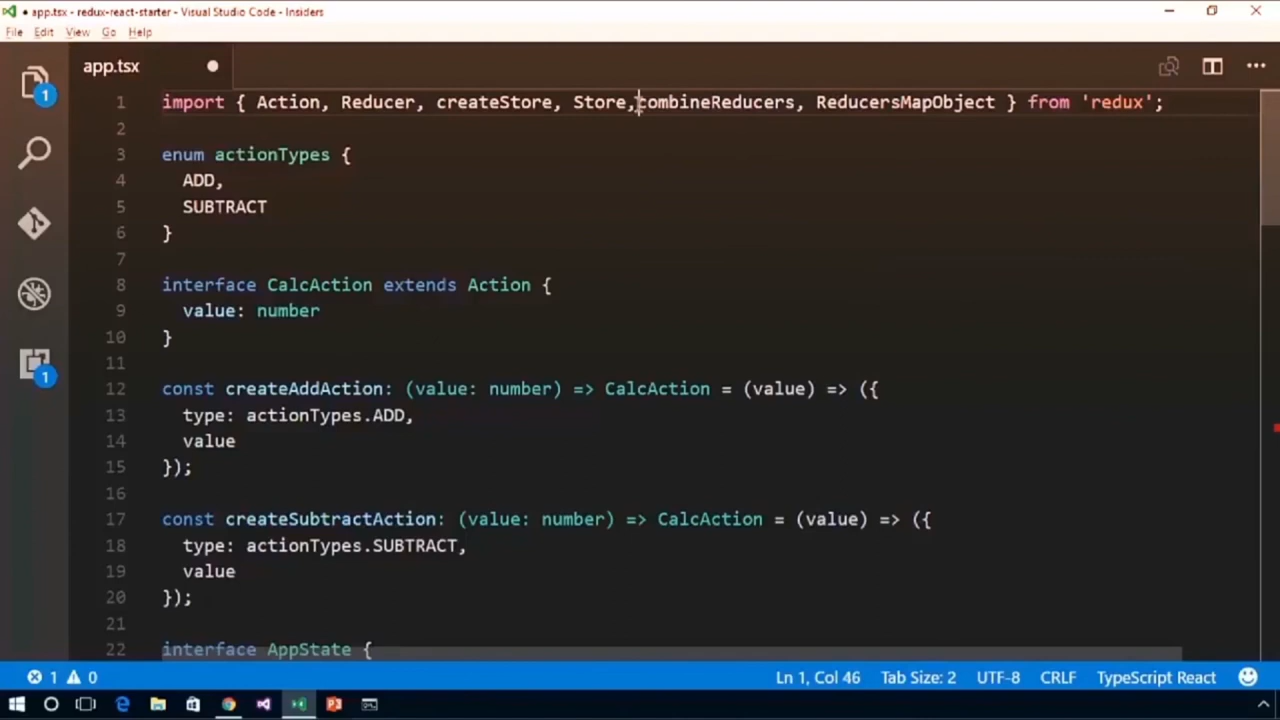 ● app.tsx - redux-react-starter - Visual Studio Code - Insiders
File Edit View Go Help
app.tsx
1 import { Action, Reducer, createStore, Store,combineReducers, ReducersMapObject } from 'redux';
2
3 enum actionTypes {
4 ADD,
5 SUBTRACT
6 }
7
8 interface CalcAction extends Action {
9 value: number
10 }
11
12 const createAddAction: (value: number) => CalcAction = (value) => ({
13 type: actionTypes.ADD,
14 value
15 });
16
17 const createSubtractAction: (value: number) => CalcAction = (value) => ({
18 type: actionTypes.SUBTRACT,
19 value
20 });
21
22 interface AppState {
1
1
1 0 Ln 1, Col 46 Tab Size: 2 UTF-8 CRLF TypeScript React